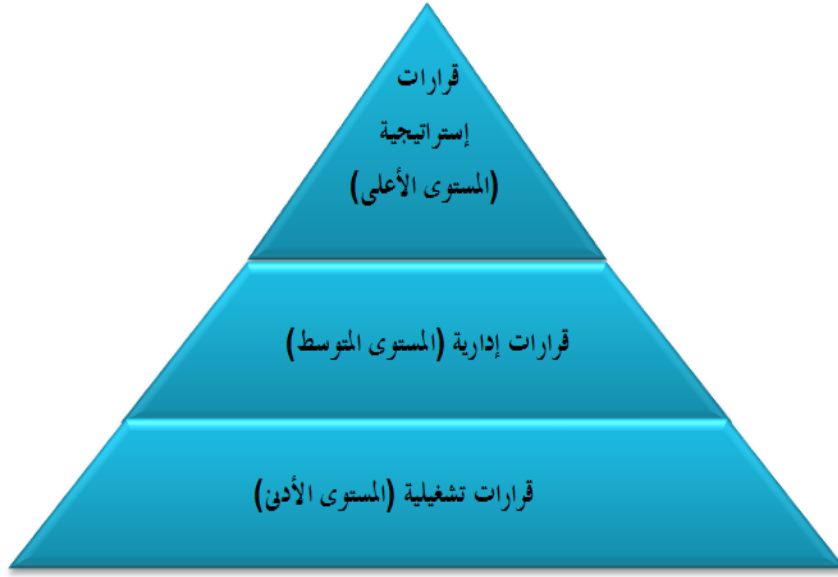 قرارات
إستراتيجية
(المستوى الأعلى)
قرارات إدارية (المستوى المتوسط)
قرارات تشغيلية (المستوى الأدنى)